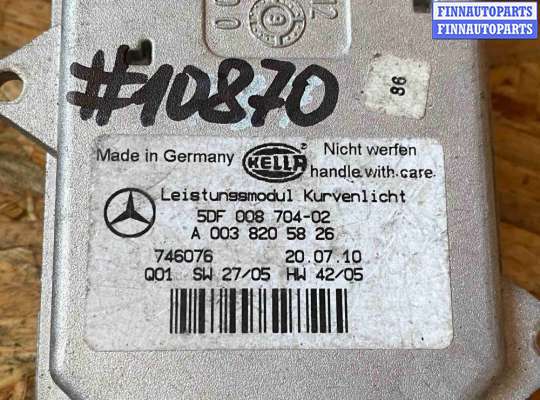 FINNAUTOPARTS
FINNAUTOPARTS
#10870
86
Made in Germany HELLA ® Nicht werfen
handle with care.
Leistungsmodul Kurvenlicht
5DF 008 704-02
A 003 820 58 26
746076 20.07.10
Q01 SW 27/05 HW 42/05